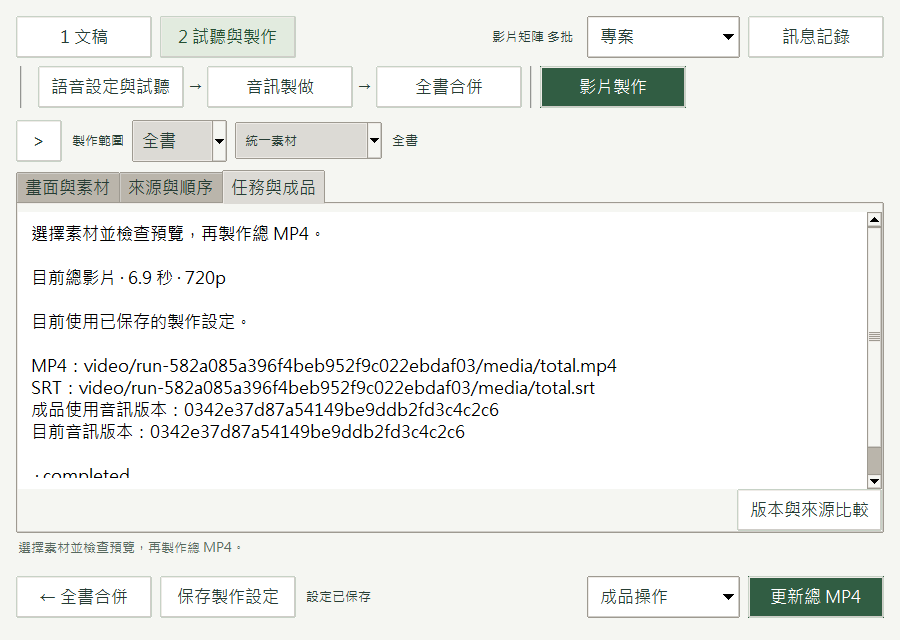 1 文稿
2 試聽與製作
影片矩陣 多批
專案
訊息記錄
語音設定與試聽
→
音訊製做
→
全書合併
影片製作
>
製作範圍
全書
統一素材
全書
畫面與素材
來源與順序
任務與成品
選擇素材並檢查預覽，再製作總 MP4。
目前總影片 · 6.9 秒 · 720p
目前使用已保存的製作設定。
MP4：video/run-582a085a396f4beb952f9c022ebdaf03/media/total.mp4
SRT：video/run-582a085a396f4beb952f9c022ebdaf03/media/total.srt
成品使用音訊版本：0342e37d87a54149be9ddb2fd3c4c2c6
目前音訊版本：0342e37d87a54149be9ddb2fd3c4c2c6
· completed
版本與來源比較
選擇素材並檢查預覽，再製作總 MP4。
← 全書合併
保存製作設定
設定已保存
成品操作
更新總 MP4